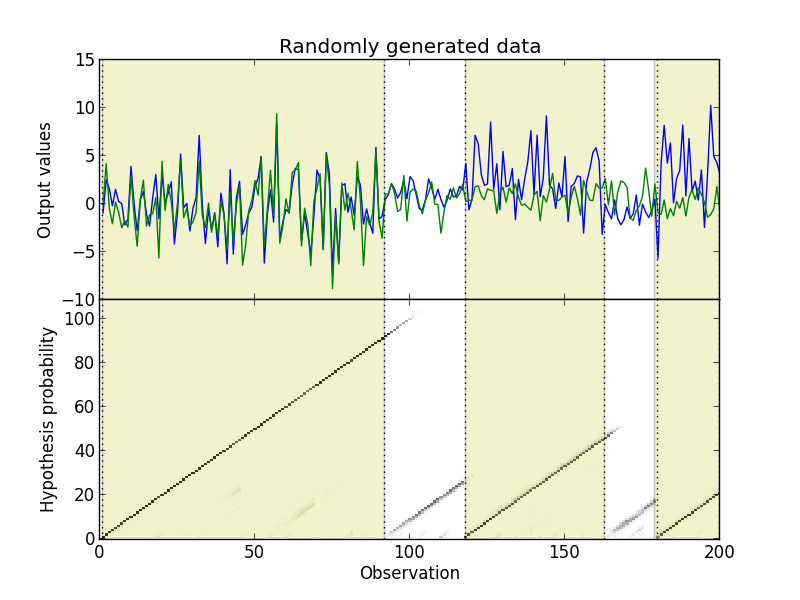 Randomly generated data
15
10
5
0
−5
−10
Output values
100
80
60
40
20
0
Hypothesis probability
0 50 100 150 200
Observation